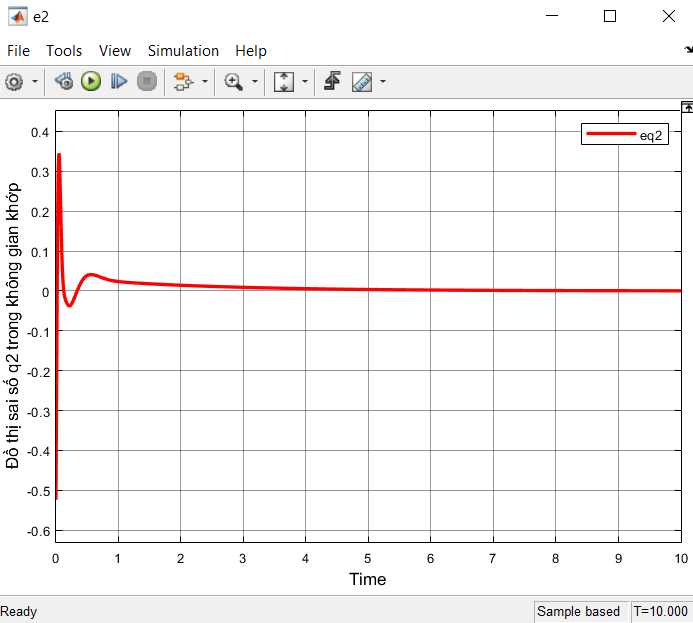 e2
File Tools View Simulation Help
eq2
Đồ thị sai số q2 trong không gian khớp
0.4
0.3
0.2
0.1
0
-0.1
-0.2
-0.3
-0.4
-0.5
-0.6
0 1 2 3 4 5 6 7 8 9 10
Time
Ready Sample based T=10.000